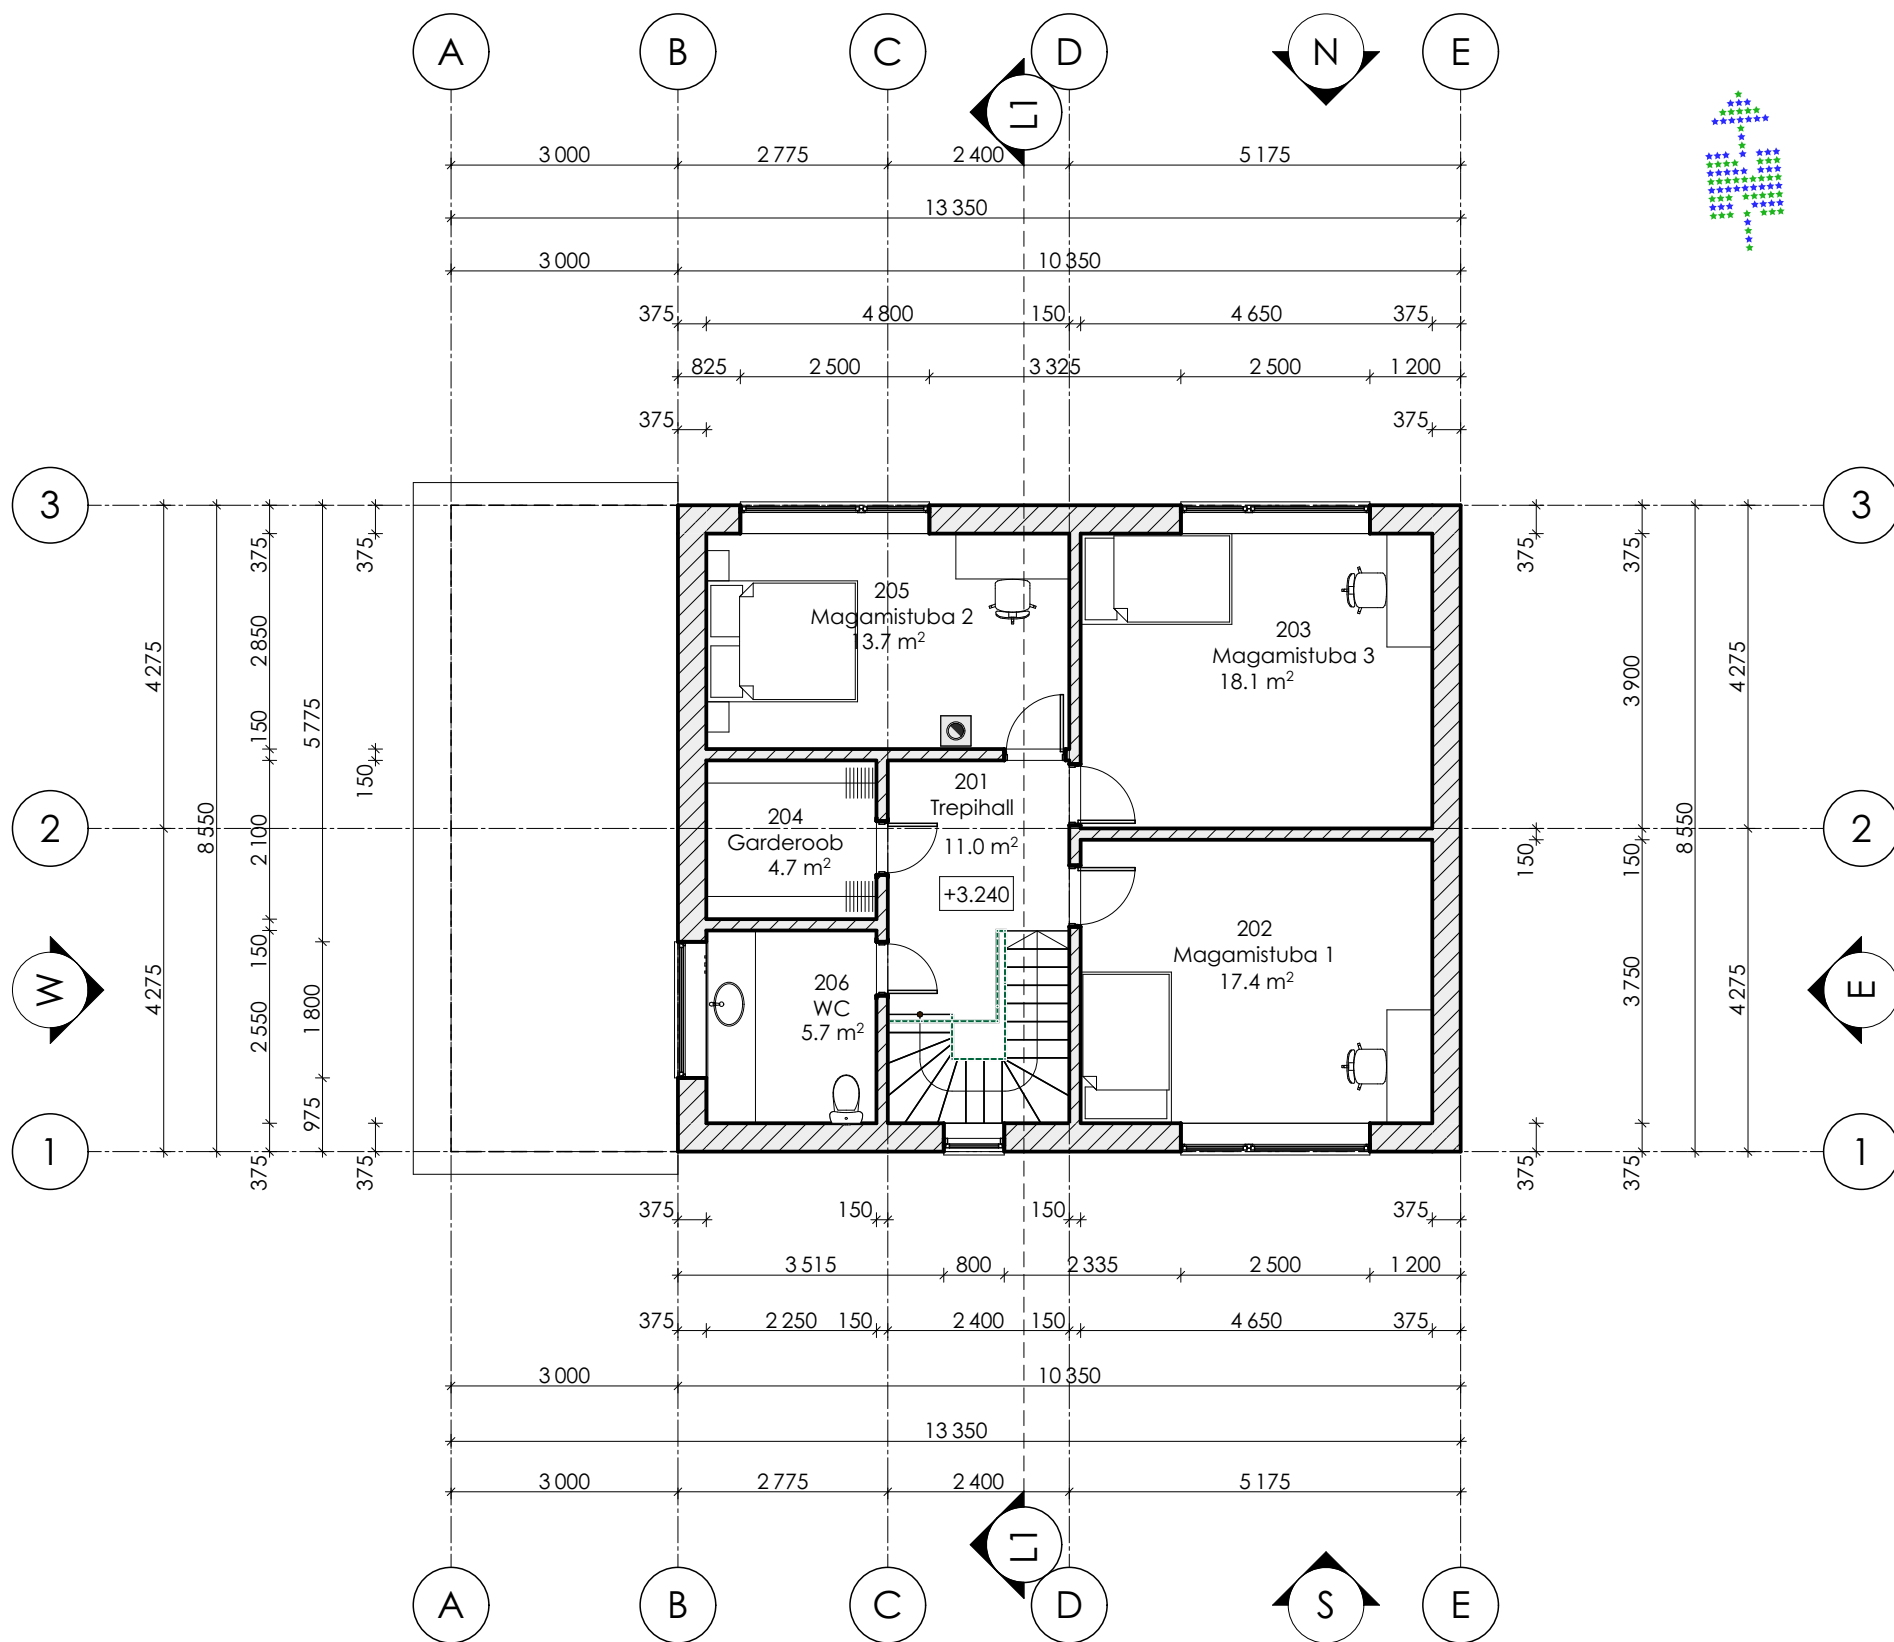 A B C D N E
L1
3 000 2 775 2 400 5 175
13 350
3 000 10 350
375 4 800 150 4 650 375
825 2 500 3 325 2 500 1 200
375 375
3 3
375 375 375 375
205
Magamistuba 2
13.7 m²
203
Magamistuba 3
18.1 m²
4 275 2 850 5 775 3 900 4 275
150 150
201
Trepihall
11.0 m²
+3.240
204
Garderoob
4.7 m²
2 2
8 550 2 100 150 150 8 550
202
Magamistuba 1
17.4 m²
206
WC
5.7 m²
W E
4 275 150 2 550 1 800 975 3 750 4 275
1 1
375 375 375 375
375 150 150 375
3 515 800 2 335 2 500 1 200
375 2 250 150 2 400 150 4 650 375
3 000 10 350
13 350
3 000 2 775 2 400 5 175
L1
A B C D S E